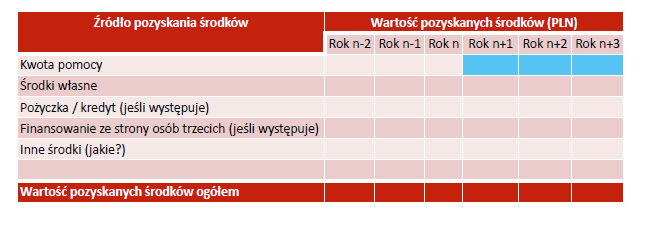 Źródło pozyskania środków
Wartość pozyskanych środków (PLN)
Rok n-2 Rok n-1 Rok n Rok n+1 Rok n+2 Rok n+3
Kwota pomocy
Środki własne
Pożyczka / kredyt (jeśli występuje)
Finansowanie ze strony osób trzecich (jeśli występuje)
Inne środki (jakie?)
Wartość pozyskanych środków ogółem